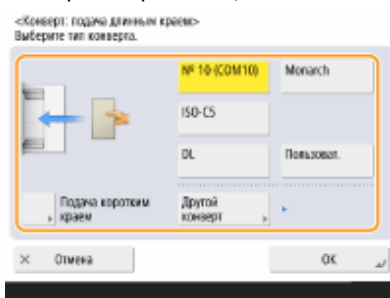 <Конверт: подача длинным краем>
Выберите тип конверта.
№ 10 (COM10)
Monarch
ISO-C5
DL
Пользоват.
Подача коротким
краем
Другой
конверт
Отмена
OK